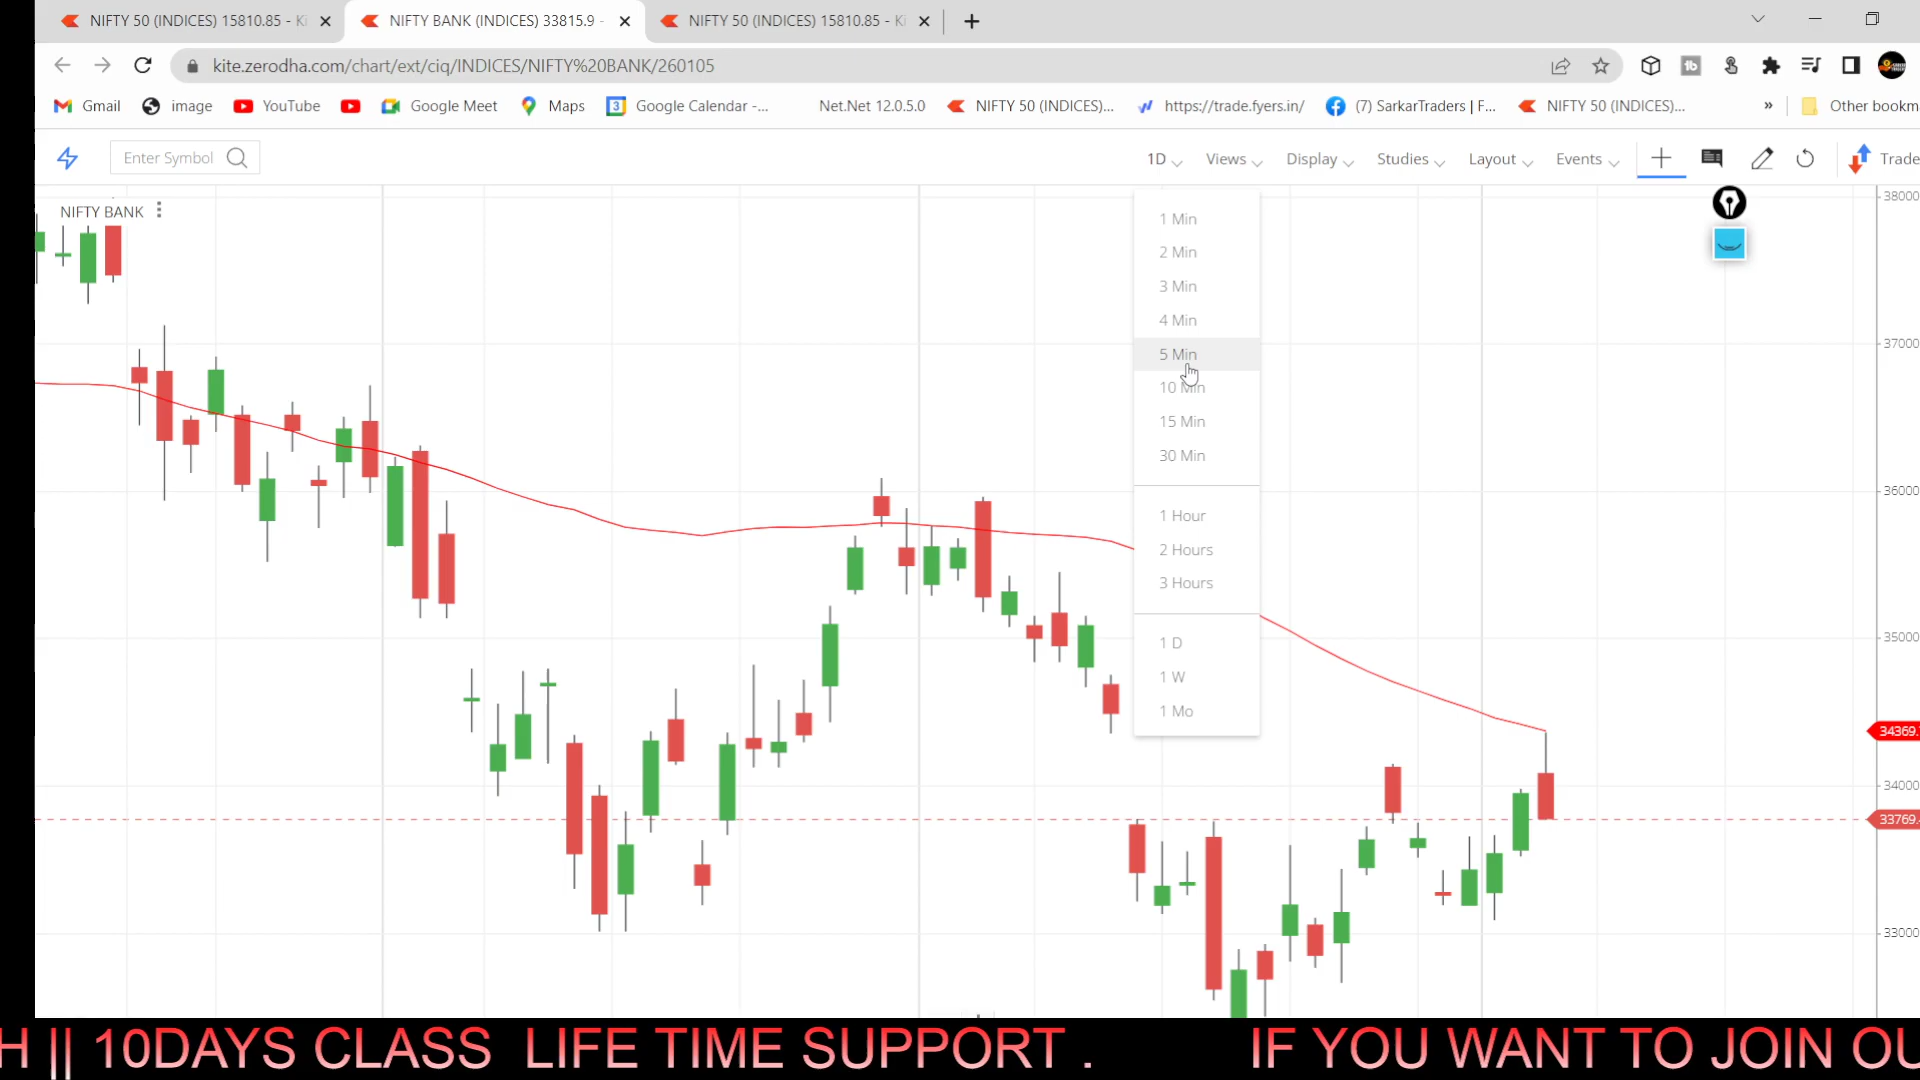 NIFTY 50 (INDICES) 15810.85 - Ki
NIFTY BANK (INDICES) 33815.9 -
NIFTY 50 (INDICES) 15810.85 - Ki
kite.zerodha.com/chart/ext/ciq/INDICES/NIFTY%20BANK/260105
Gmail
image
YouTube
Google Meet
Maps
3
Google Calendar -...
Net.Net 12.0.5.0
NIFTY 50 (INDICES)...
https://trade.fyers.in/
(7) SarkarTraders | F...
NIFTY 50 (INDICES)...
»
Other bookm
Enter Symbol
1D
Views
Display
Studies
Layout
Events
Trade
NIFTY BANK
1 Min
2 Min
3 Min
4 Min
5 Min
10 Min
15 Min
30 Min
1 Hour
2 Hours
3 Hours
1 D
1 W
1 Mo
38000
37000
36000
35000
34369.
34000
33769.
33000
H || 10DAYS CLASS LIFE TIME SUPPORT . IF YOU WANT TO JOIN OU